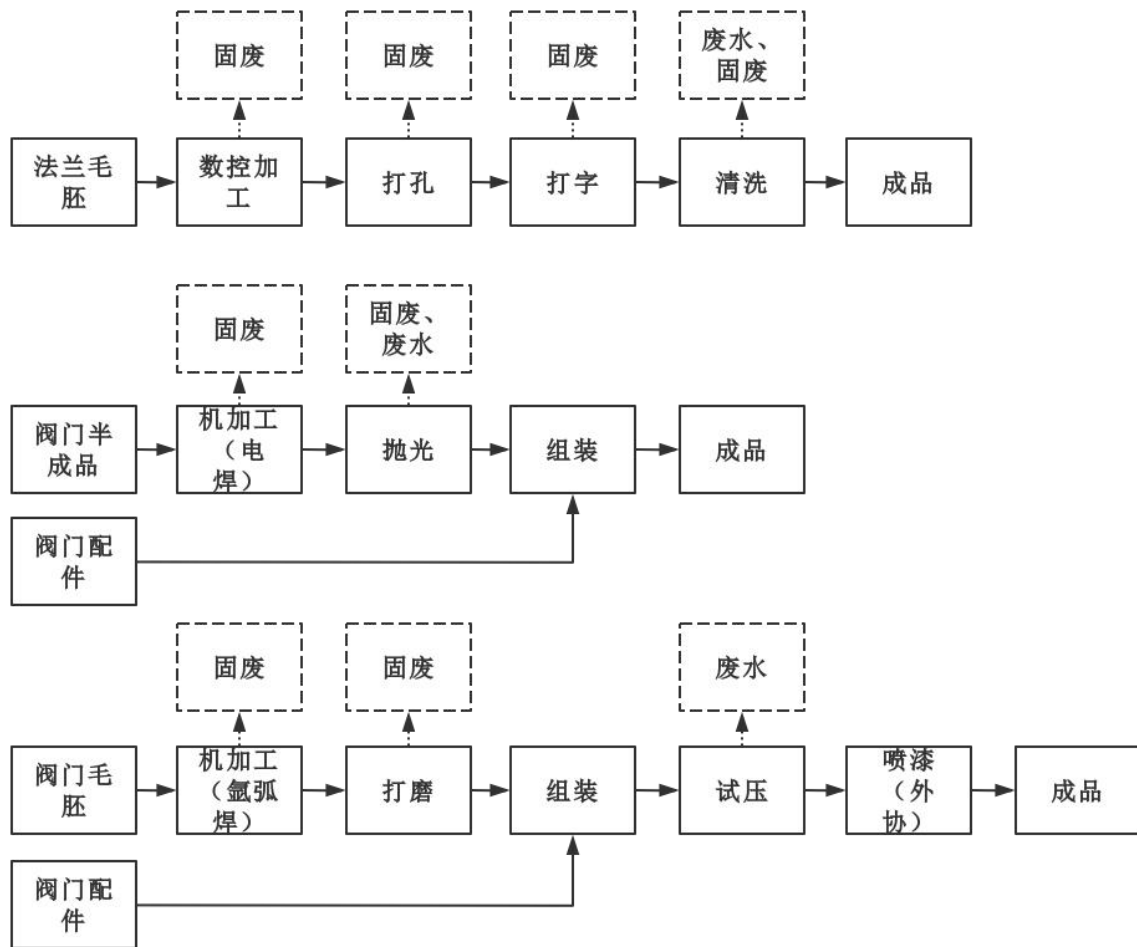 固废
固废
固废
废水、
固废
法兰毛
胚
数控加
工
打孔
打字
清洗
成品
固废
固废、
废水
阀门半
成品
机加工
（电
焊）
抛光
组装
成品
阀门配
件
固废
固废
废水
阀门毛
胚
机加工
（氩弧
焊）
打磨
组装
试压
喷漆
（外
协）
成品
阀门配
件